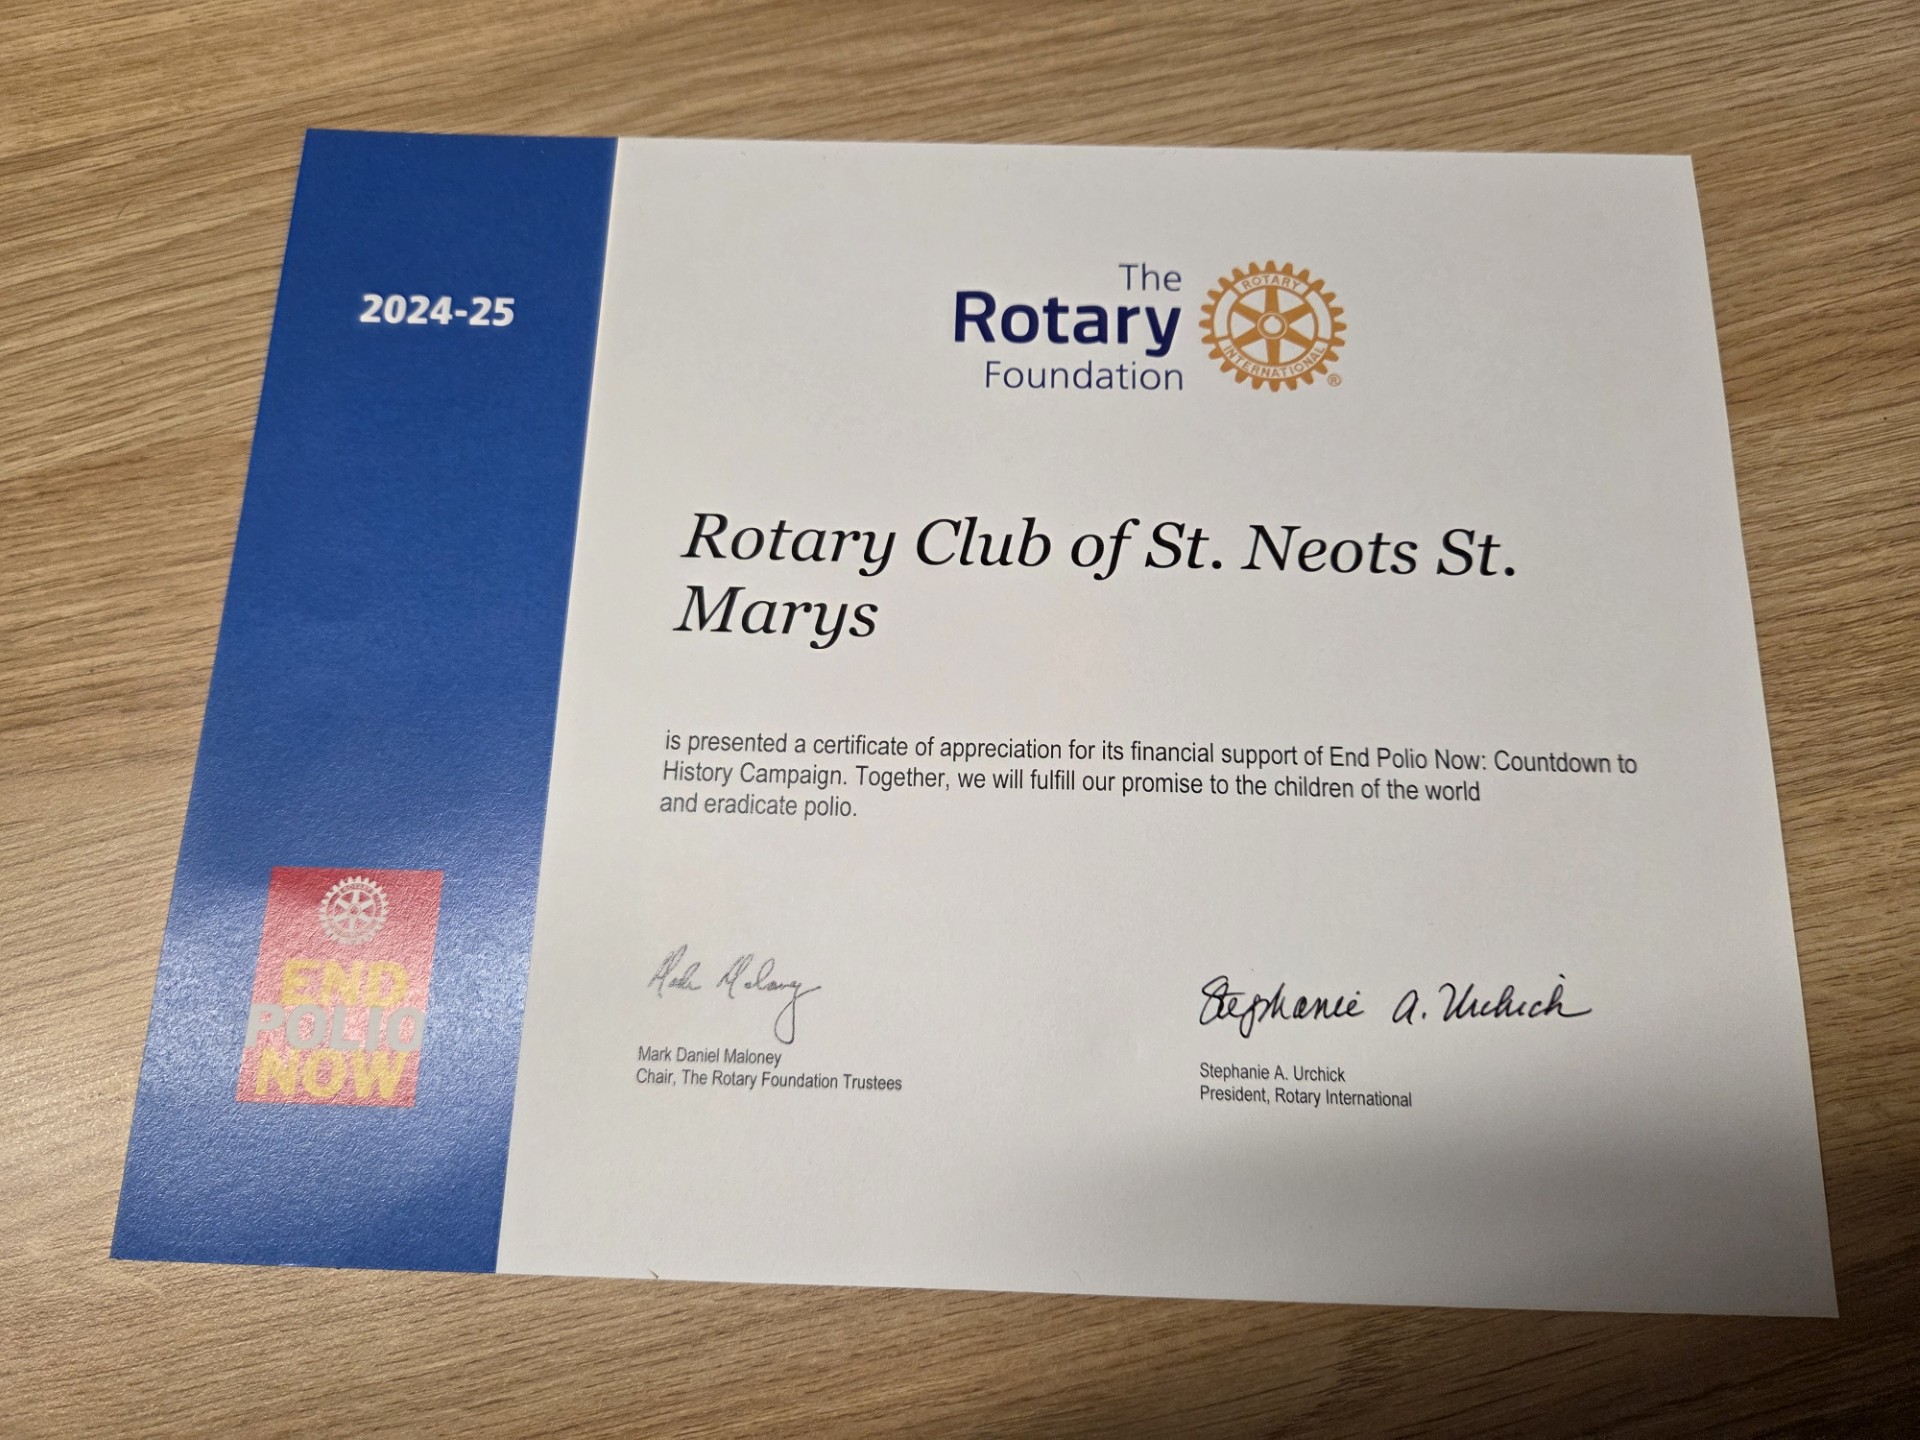 2024-25
The
Rotary
Foundation
ROTARY
INTERNATIONAL
®
Rotary Club of St. Neots St.
Marys
is presented a certificate of appreciation for its financial support of End Polio Now: Countdown to
History Campaign. Together, we will fulfill our promise to the children of the world
and eradicate polio.
Mark Maloney
Mark Daniel Maloney
Chair, The Rotary Foundation Trustees
Stephanie A. Urchick
Stephanie A. Urchick
President, Rotary International
END
POLIO
NOW